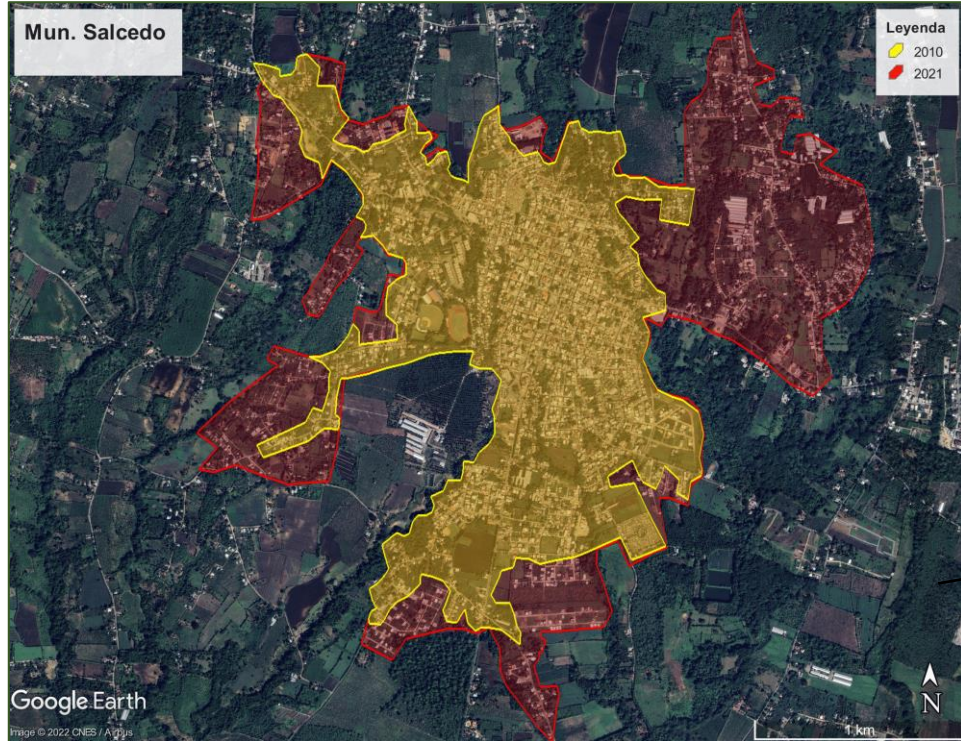 Mun. Salcedo
Leyenda
2010
2021
Google Earth
N
Image © 2022 CNES / Airbus
1 km